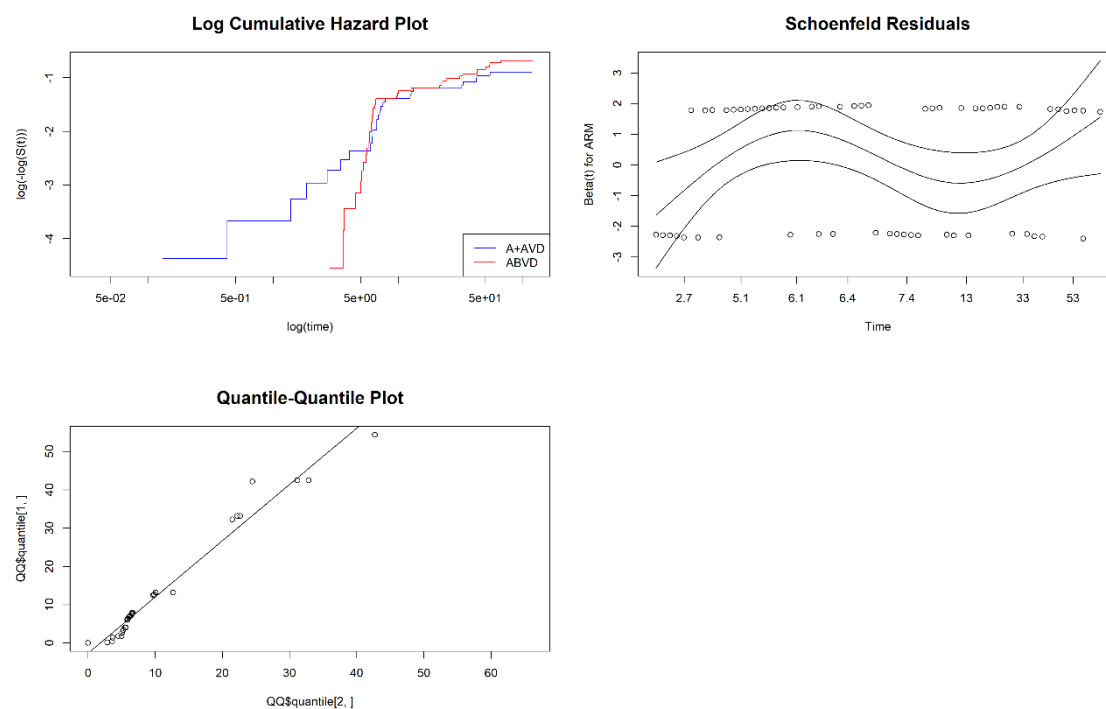 Log Cumulative Hazard Plot
log(-log(S(t)))
-1
-2
-3
-4
A+AVD
ABVD
5e-02 5e-01 5e+00 5e+01
log(time)
Schoenfeld Residuals
Beta(t) for ARM
3
2
1
0
-1
-2
-3
2.7 5.1 6.1 6.4 7.4 13 33 53
Time
Quantile-Quantile Plot
QQ$quantile[1, ]
50
40
30
20
10
0
0 10 20 30 40 50 60
QQ$quantile[2, ]